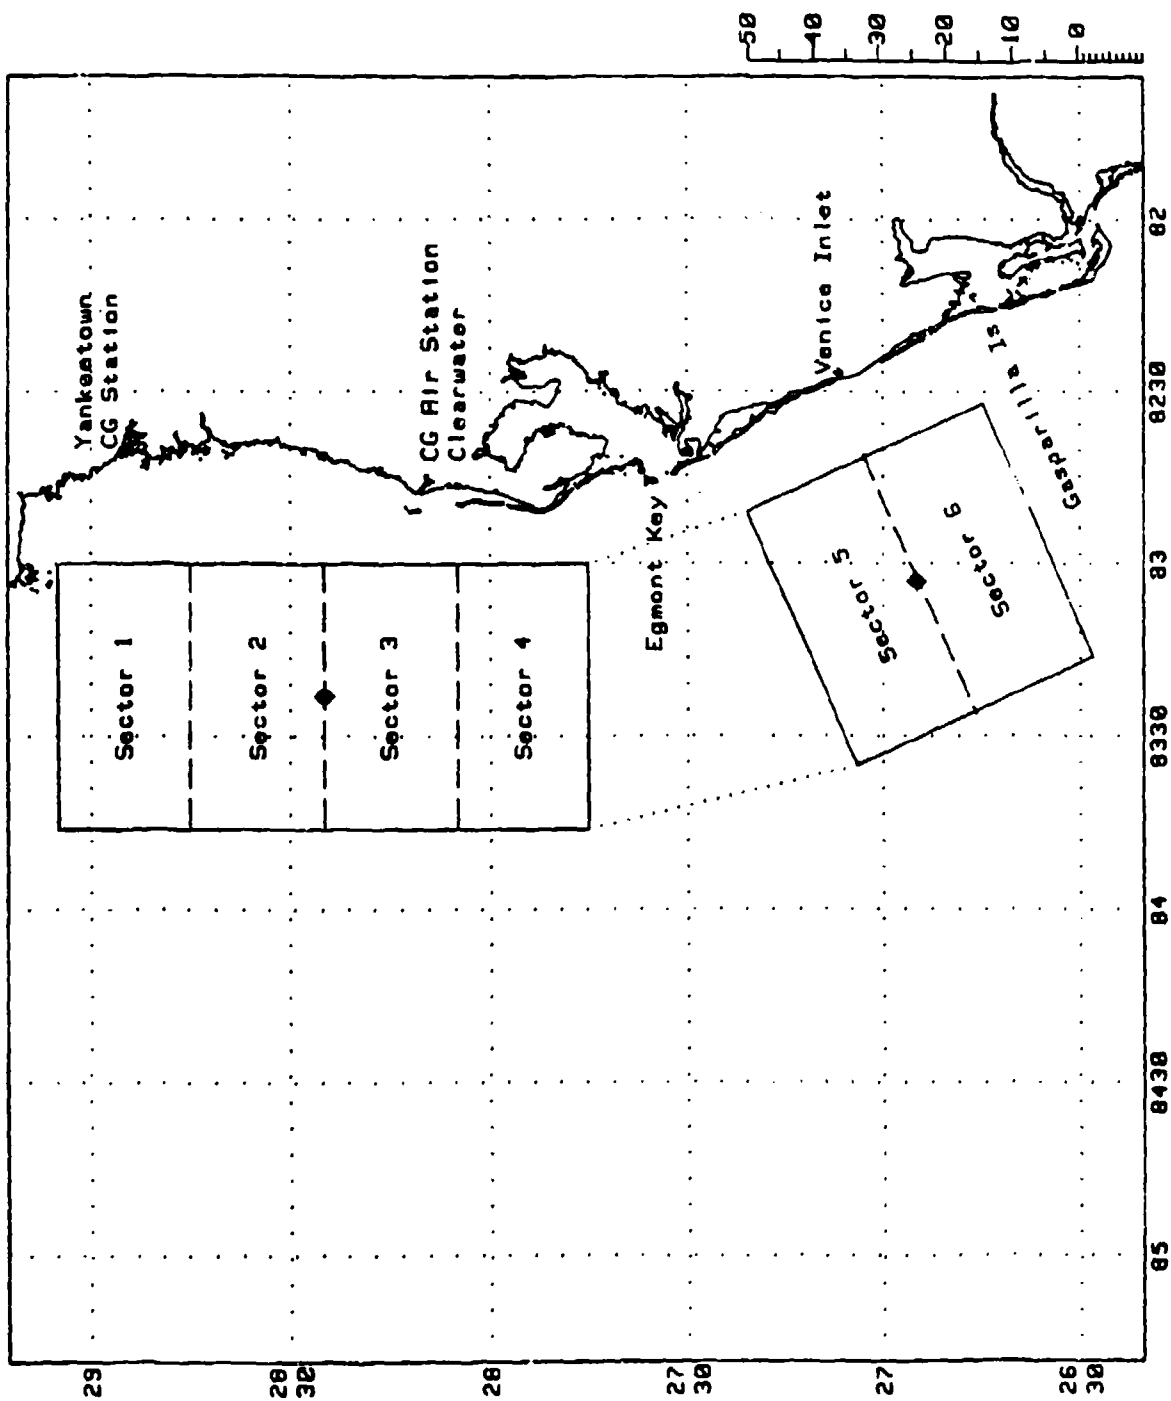 Yankeetown
CG Station
CG Air Station
Clearwater
Egmont Key
Venice Inlet
Gasparilla Is
Sector 1
Sector 2
Sector 3
Sector 4
Sector 5
Sector 6
50
40
30
20
10
0
29
28
30
28
27
30
27
26
30
85
8430
84
8330
83
8230
82